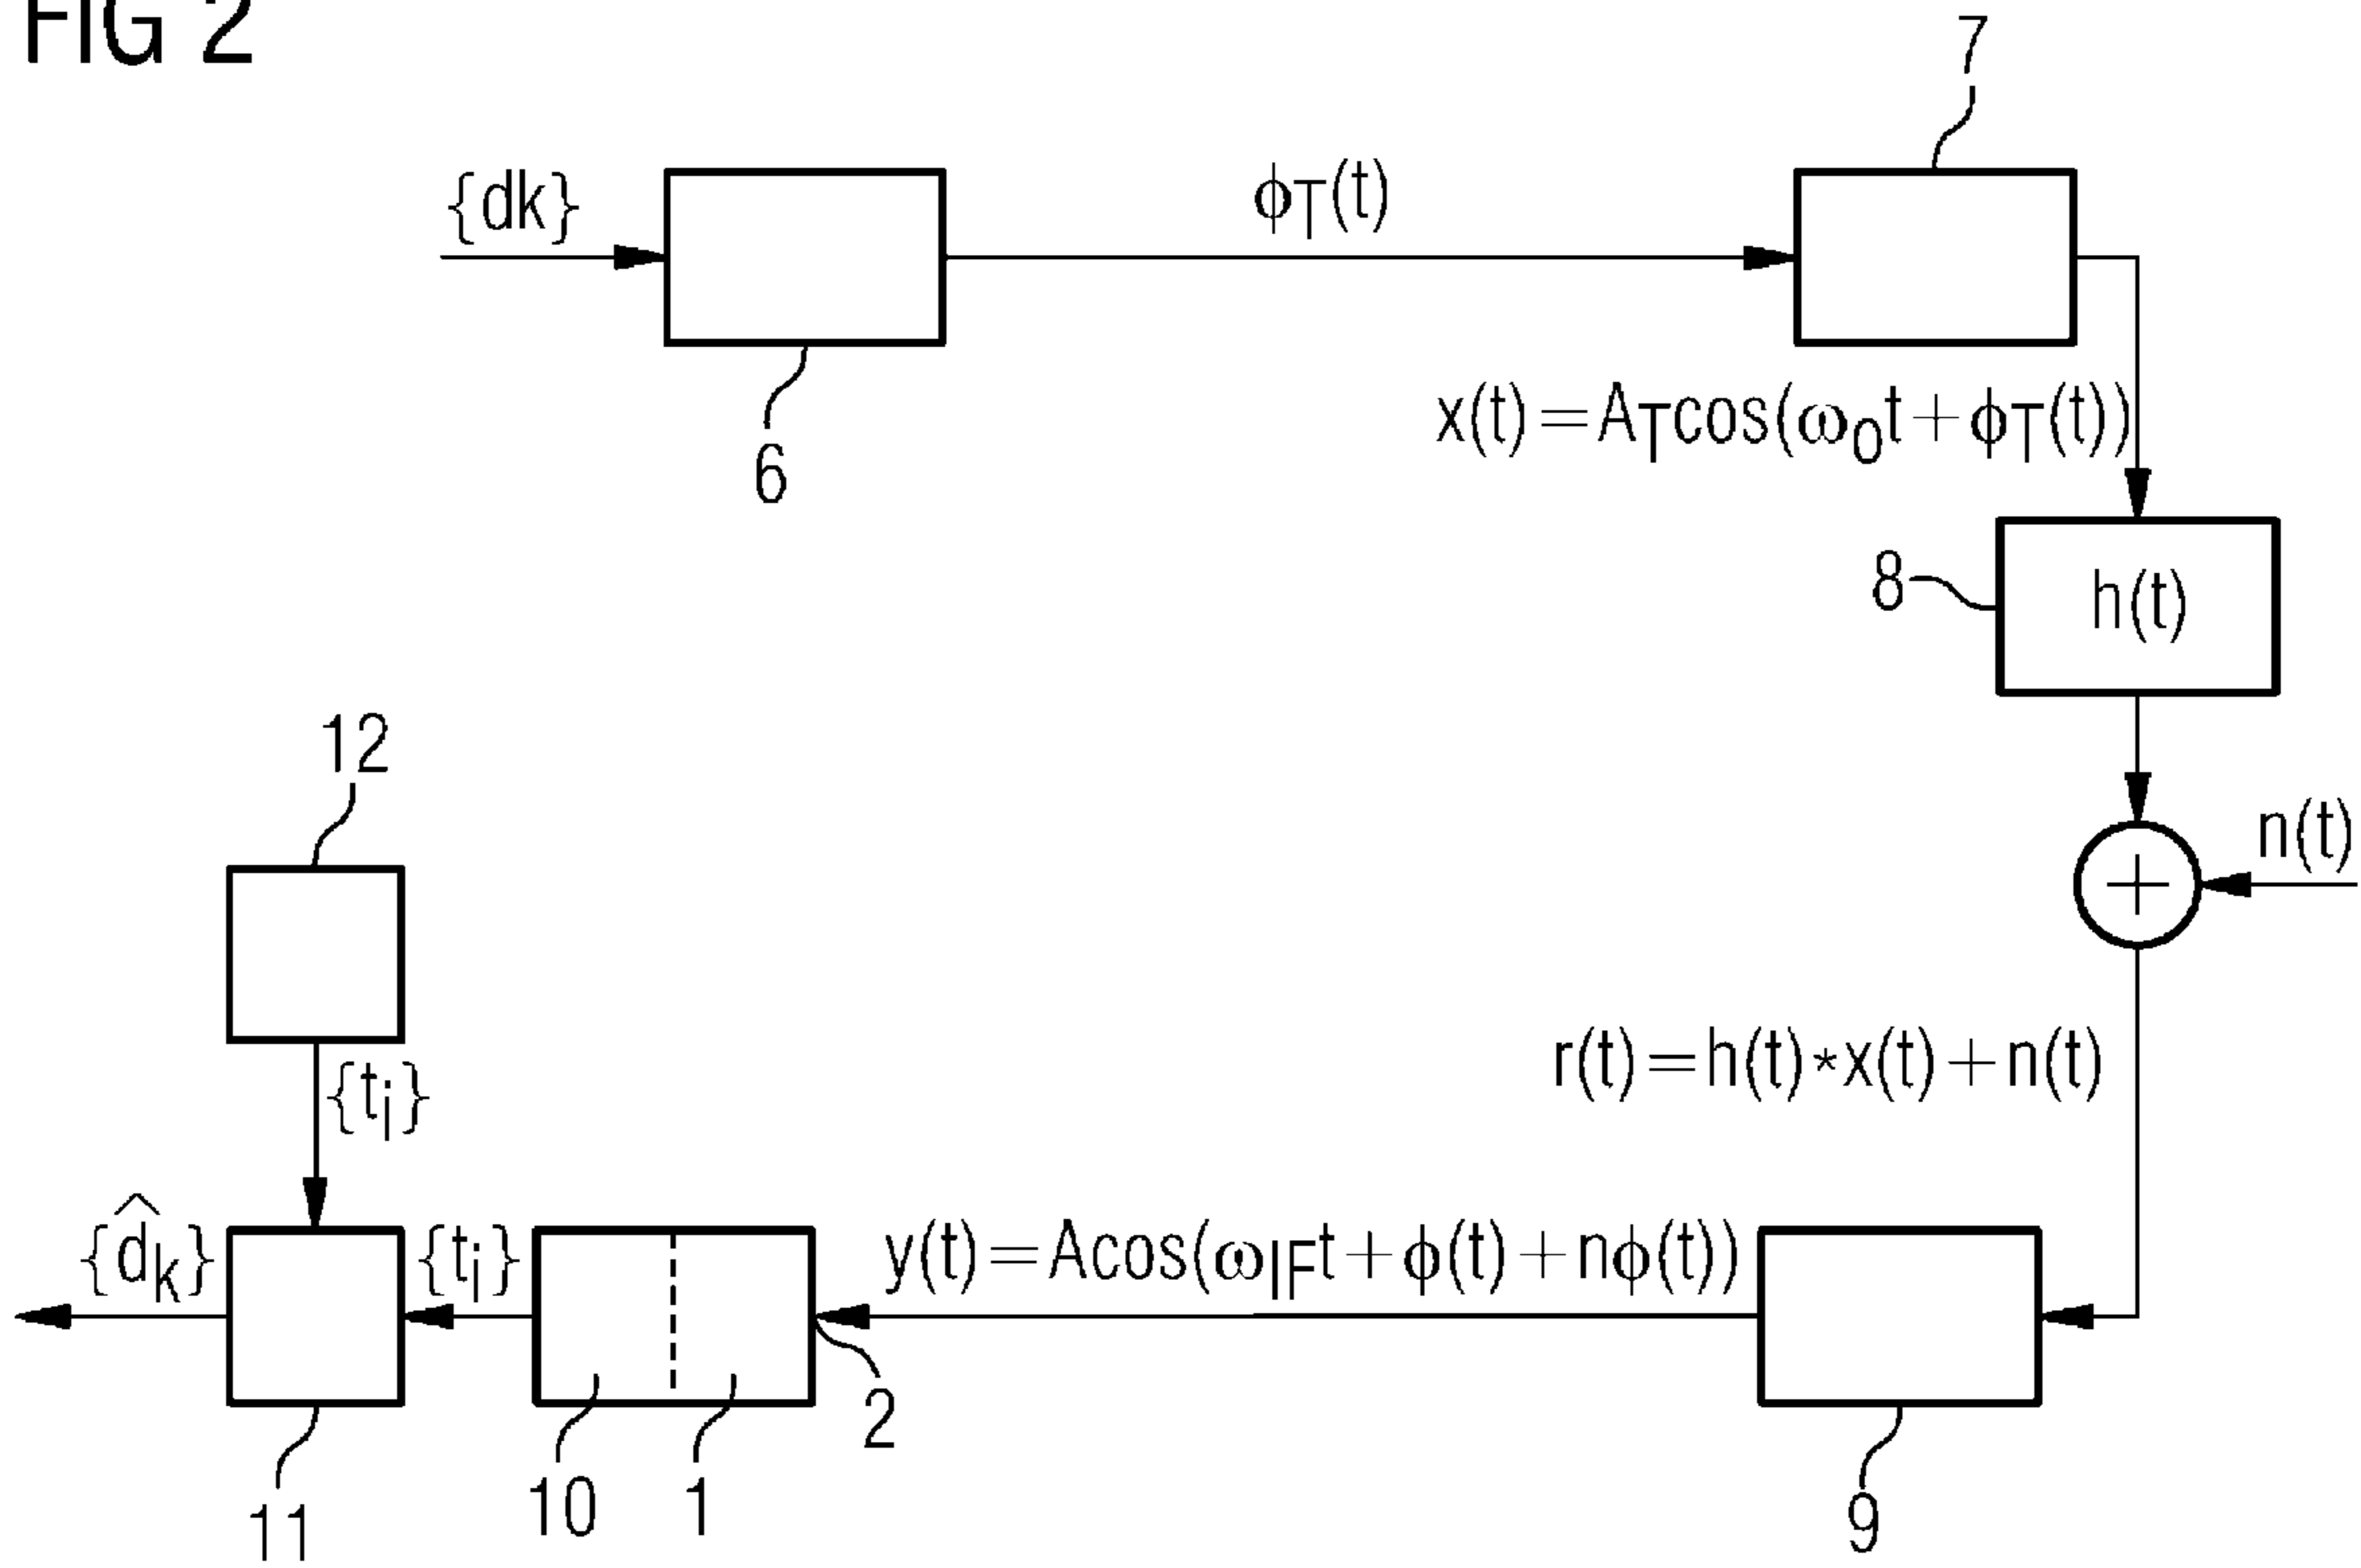 FIG 2
7
{dk}
ϕT(t)
6
x(t)=ATcos(ωOt+ϕT(t))
8
h(t)
12
n(t)
+
r(t)=h(t)*x(t)+n(t)
{ti}
{d̂k}
{ti}
y(t)=Acos(ωIFt+ϕ(t)+nϕ(t))
2
10
1
11
9